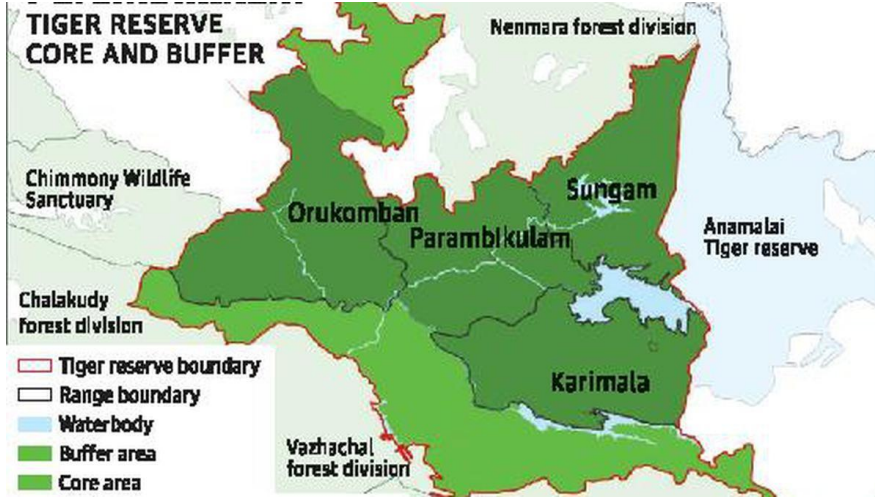 TIGER RESERVE
CORE AND BUFFER
Nenmara forest division
Chimmony Wildlife
Sanctuary
Sungam
Orukomban
Parambikulam
Anamalai
Tiger reserve
Chalakudy
forest division
Karimala
Tiger reserve boundary
Range boundary
Waterbody
Buffer area
Core area
Vazhachal
forest division